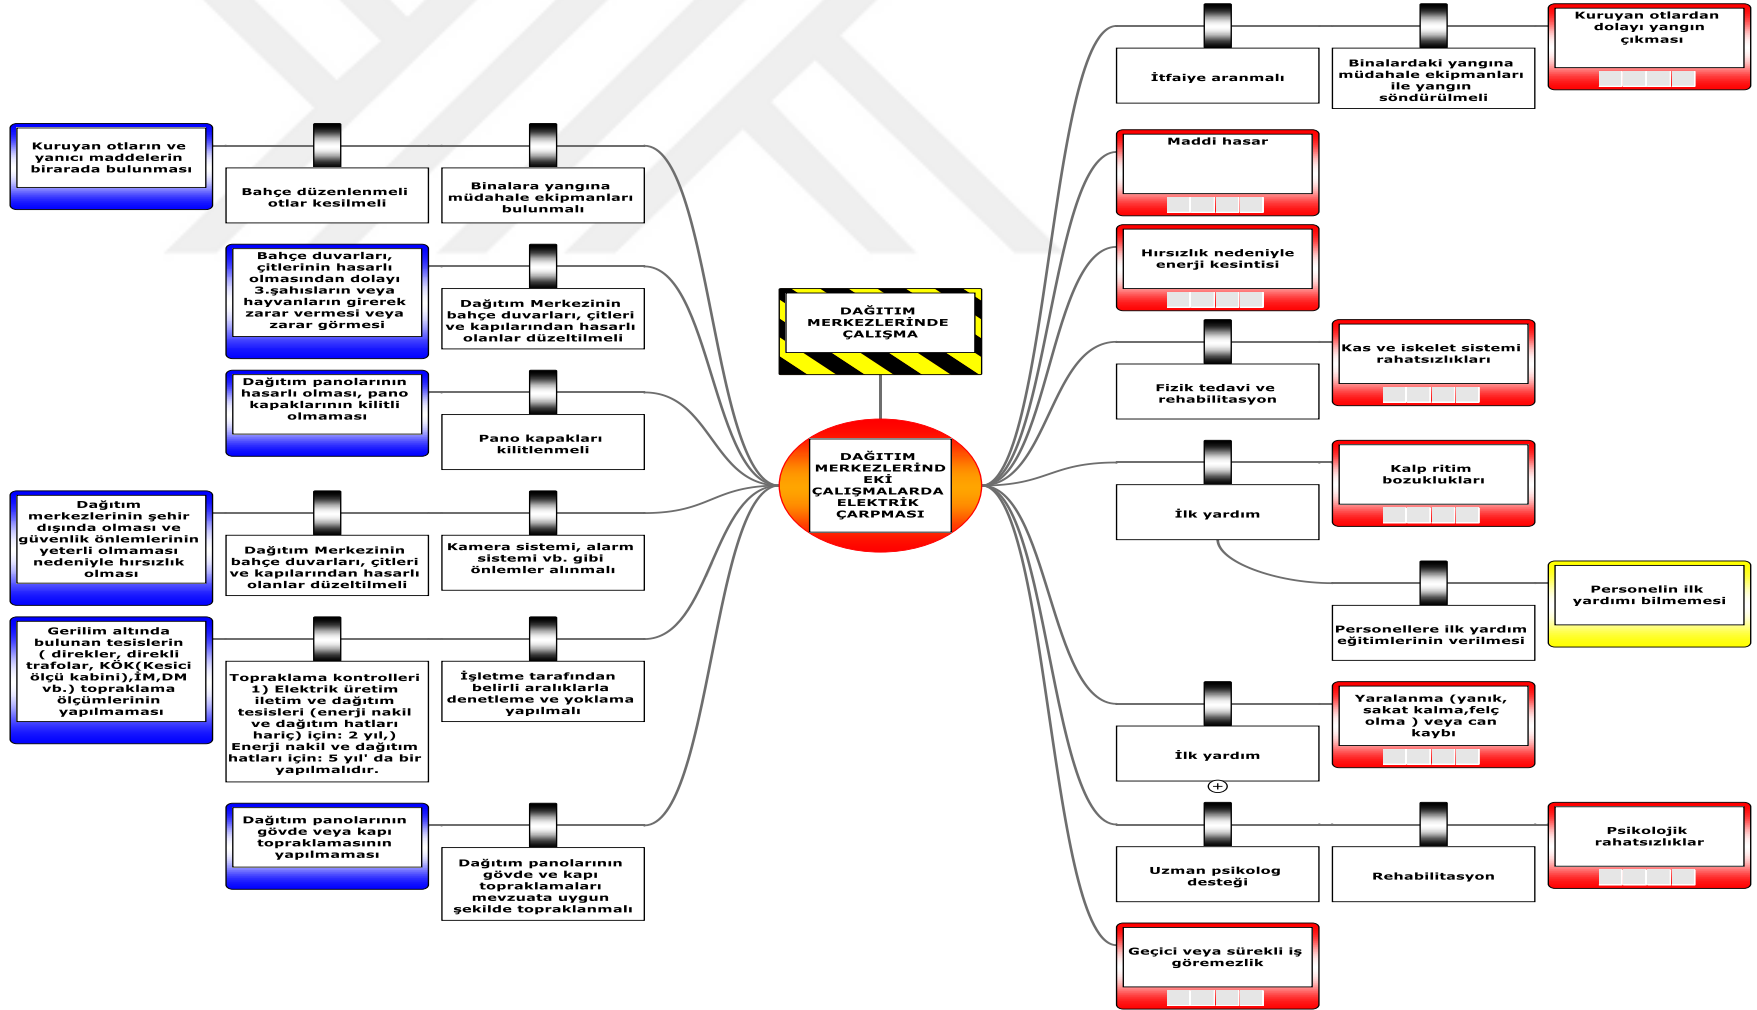 Kuruyan otların ve
yanıcı maddelerin
birarada bulunması
Bahçe düzenlenmeli
otlar kesilmeli
Binalara yangına
müdahale ekipmanları
bulunmalı
Bahçe duvarları,
çitlerinin hasarlı
olmasından dolayı
3.şahısların veya
hayvanların girerek
zarar vermesi veya
zarar görmesi
Dağıtım Merkezinin
bahçe duvarları, çitleri
ve kapılarından hasarlı
olanlar düzeltilmeli
Dağıtım panolarının
hasarlı olması, pano
kapaklarının kilitli
olmaması
Pano kapakları
kilitlenmeli
Dağıtım
merkezlerinin şehir
dışında olması ve
güvenlik önlemlerinin
yeterli olmaması
nedeniyle hırsızlık
olması
Dağıtım Merkezinin
bahçe duvarları, çitleri
ve kapılarından hasarlı
olanlar düzeltilmeli
Kamera sistemi, alarm
sistemi vb. gibi
önlemler alınmalı
Gerilim altında
bulunan tesislerin
( direkler, direkli
trafolar, KÖK(Kesici
ölçü kabini),İM,DM
vb.) topraklama
ölçümlerinin
yapılmaması
Topraklama kontrolleri
1) Elektrik üretim
iletim ve dağıtım
tesisleri (enerji nakil
ve dağıtım hatları
hariç) için: 2 yıl,)
Enerji nakil ve dağıtım
hatları için: 5 yıl' da bir
yapılmalıdır.
İşletme tarafından
belirli aralıklarla
denetleme ve yoklama
yapılmalı
Dağıtım panolarının
gövde veya kapı
topraklamasının
yapılmaması
Dağıtım panolarının
gövde ve kapı
topraklamaları
mevzuata uygun
şekilde topraklanmalı
DAĞITIM
MERKEZLERİNDE
ÇALIŞMA
DAĞITIM
MERKEZLERİND
EKİ
ÇALIŞMALARDA
ELEKTRİK
ÇARPMASI
İtfaiye aranmalı
Binalardaki yangına
müdahale ekipmanları
ile yangın
söndürülmeli
Kuruyan otlardan
dolayı yangın
çıkması
Maddi hasar
Hırsızlık nedeniyle
enerji kesintisi
Fizik tedavi ve
rehabilitasyon
Kas ve iskelet sistemi
rahatsızlıkları
İlk yardım
Kalp ritim
bozuklukları
Personellere ilk yardım
eğitimlerinin verilmesi
Personelin ilk
yardımı bilmemesi
İlk yardım
Yaralanma (yanık,
sakat kalma,felç
olma ) veya can
kaybı
Uzman psikolog
desteği
Rehabilitasyon
Psikolojik
rahatsızlıklar
Geçici veya sürekli iş
göremezlik